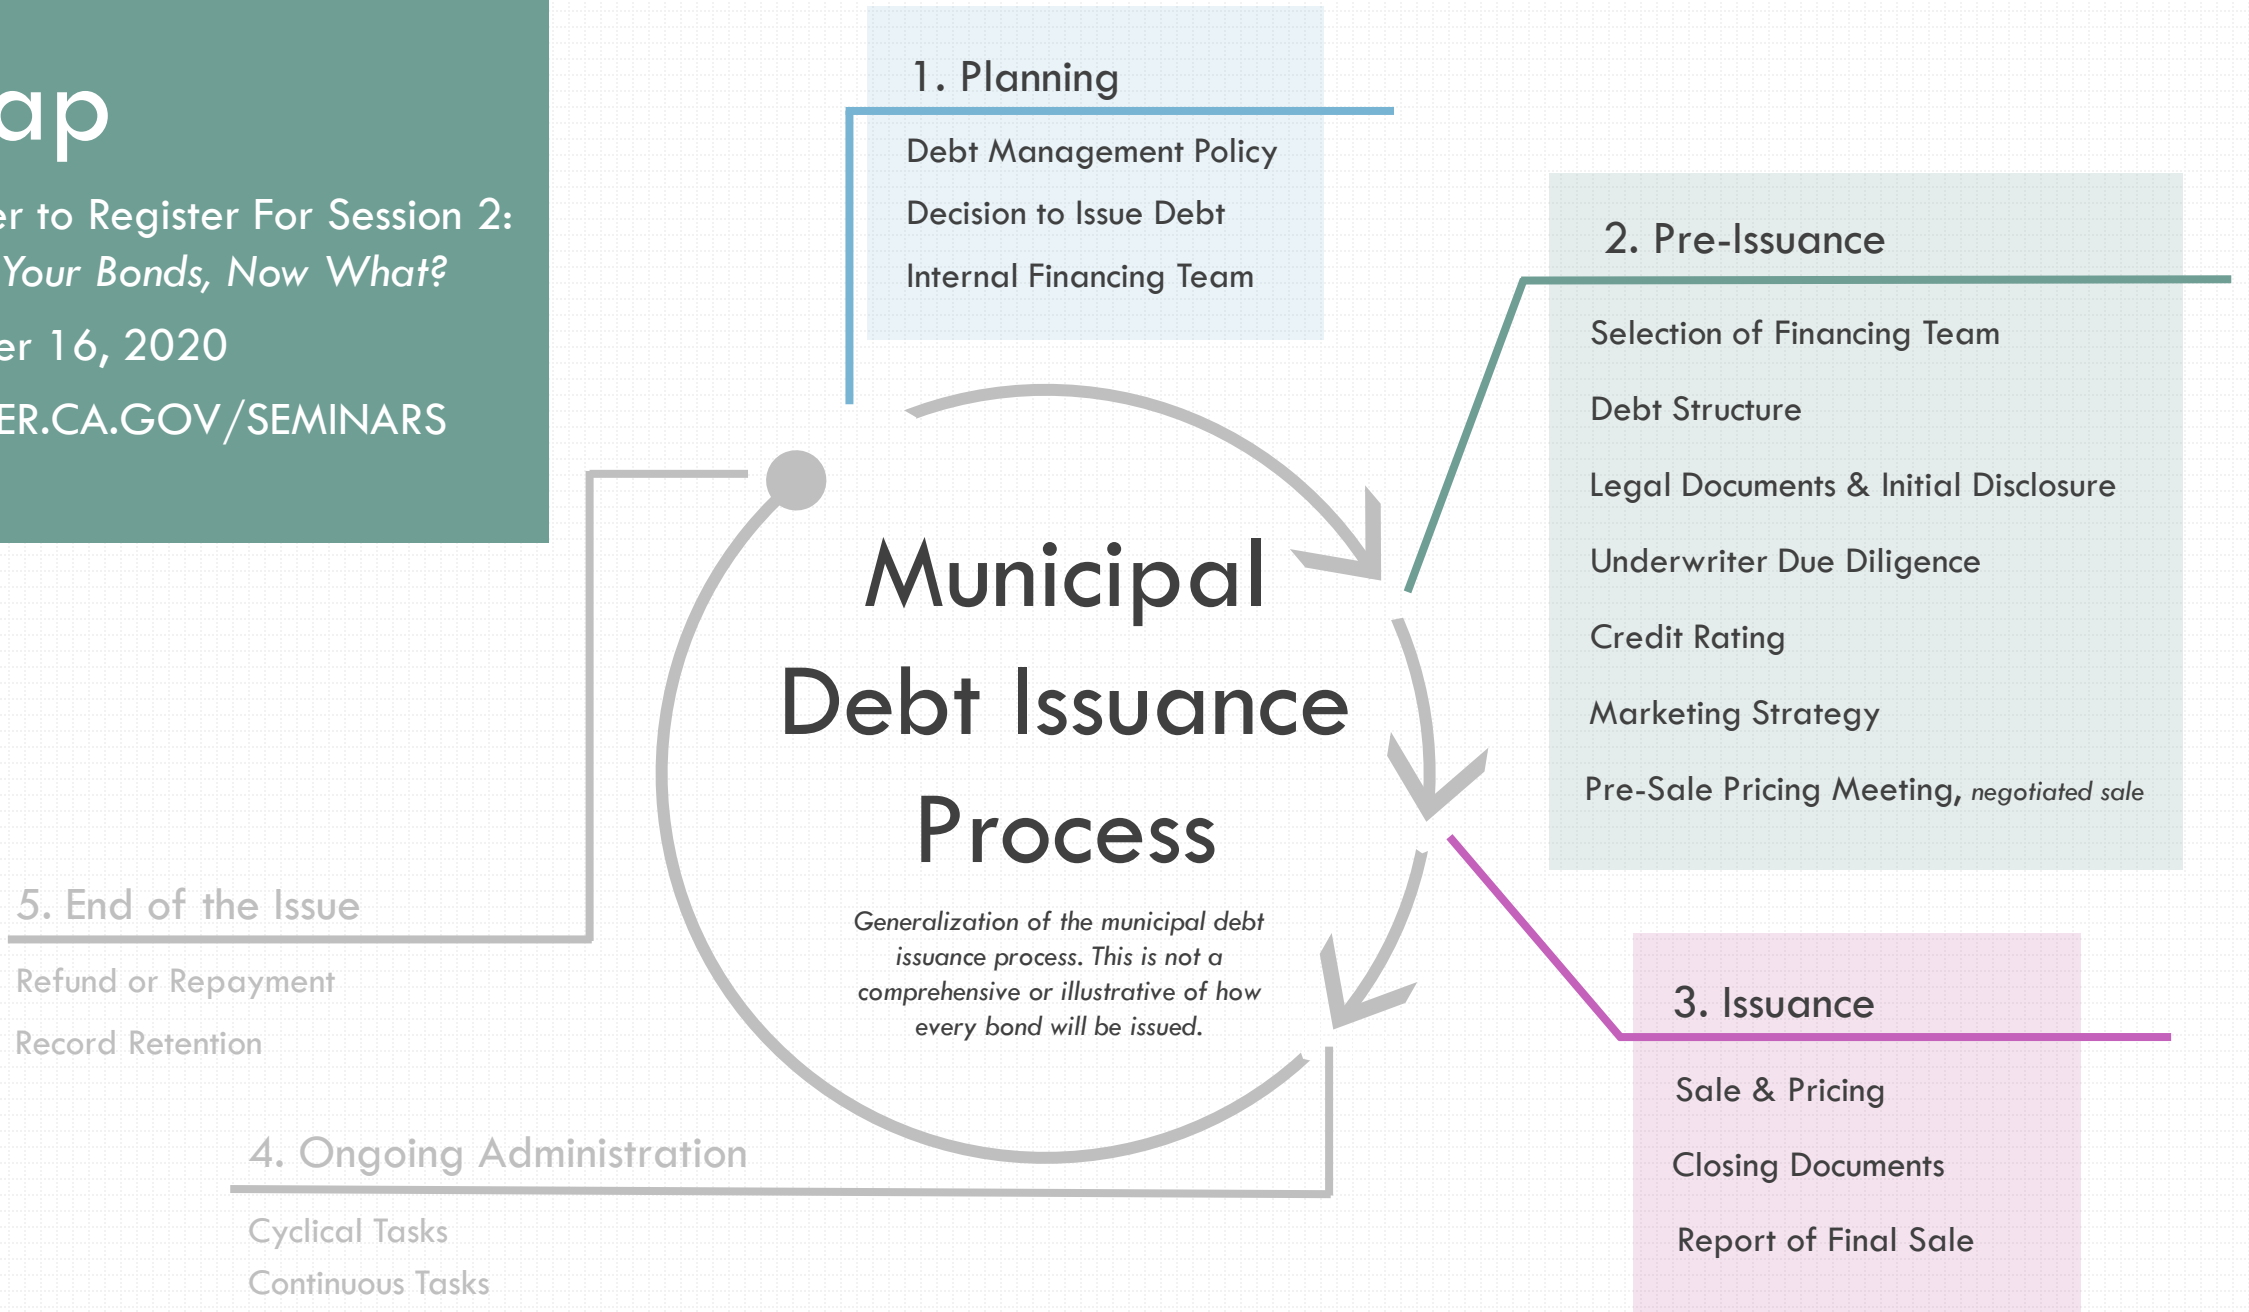 ap
er to Register For Session 2:
Your Bonds, Now What?
er 16, 2020
ER.CA.GOV/SEMINARS
1. Planning
Debt Management Policy
Decision to Issue Debt
Internal Financing Team
2. Pre-Issuance
Selection of Financing Team
Debt Structure
Legal Documents & Initial Disclosure
Underwriter Due Diligence
Credit Rating
Marketing Strategy
Pre-Sale Pricing Meeting, negotiated sale
Municipal
Debt Issuance
Process
Generalization of the municipal debt
issuance process. This is not a
comprehensive or illustrative of how
every bond will be issued.
3. Issuance
Sale & Pricing
Closing Documents
Report of Final Sale
4. Ongoing Administration
Cyclical Tasks
Continuous Tasks
5. End of the Issue
Refund or Repayment
Record Retention